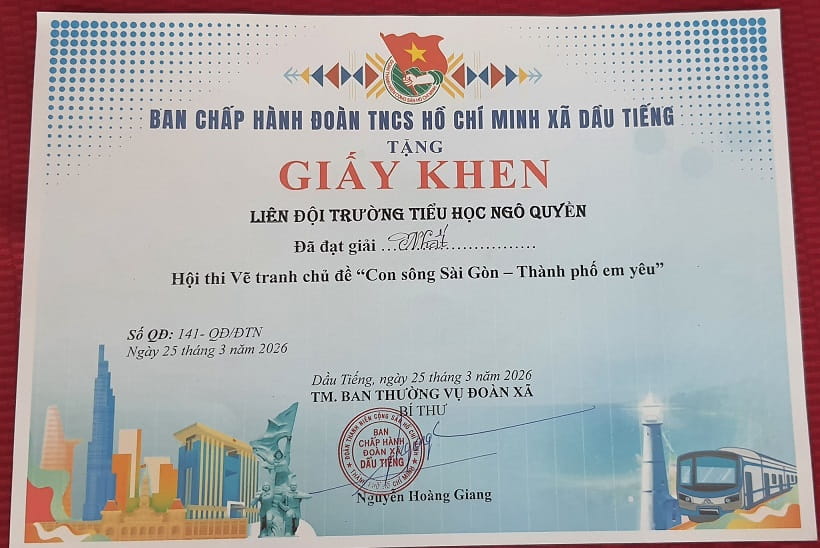 BAN CHẤP HÀNH ĐOÀN TNCS HỒ CHÍ MINH XÃ DẦU TIẾNG
TẶNG
GIẤY KHEN
LIÊN ĐỘI TRƯỜNG TIỂU HỌC NGÔ QUYỀN
Đã đạt giải ...Nhất......................
Hội thi Vẽ tranh chủ đề “Con sông Sài Gòn – Thành phố em yêu”
Số QĐ: 141- QĐ/ĐTN
Ngày 25 tháng 3 năm 2026
Dầu Tiếng, ngày 25 tháng 3 năm 2026
TM. BAN THƯỜNG VỤ ĐOÀN XÃ
BÍ THƯ
BAN
CHẤP HÀNH
ĐOÀN XÃ
DẦU TIẾNG
Nguyễn Hoàng Giang